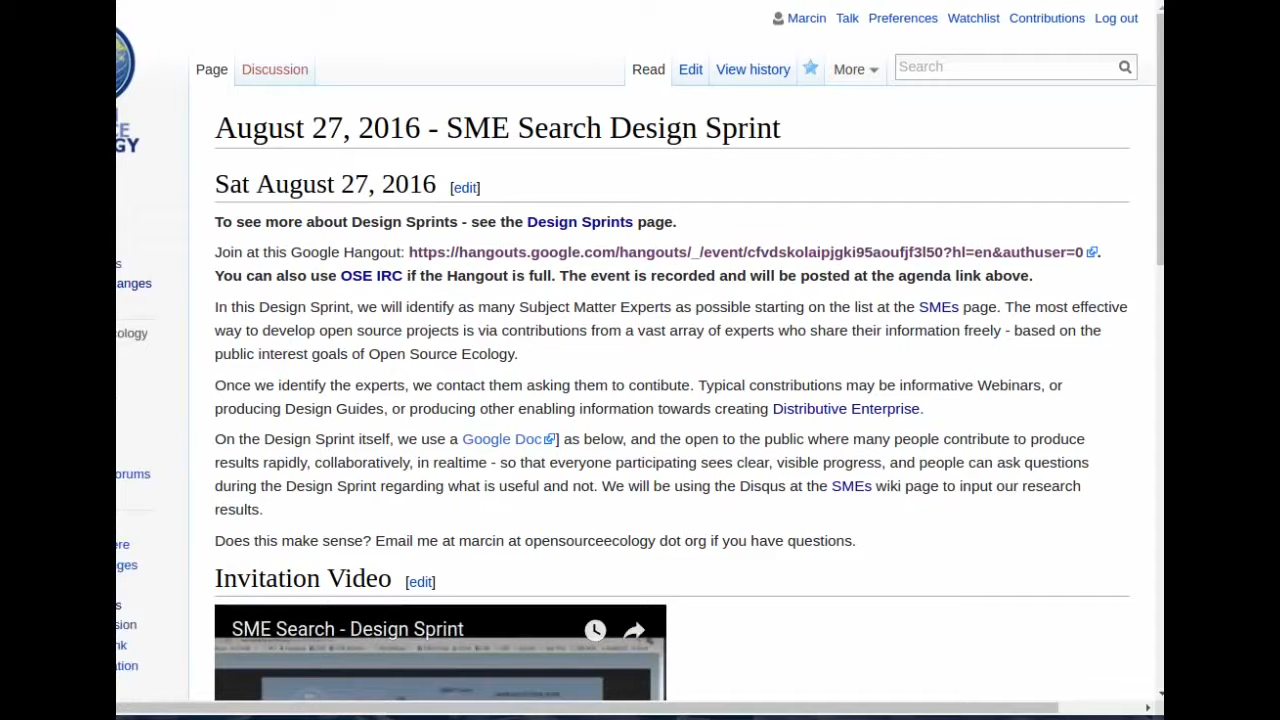 Marcin Talk Preferences Watchlist Contributions Log out
Page Discussion Read Edit View history More Search
GY
August 27, 2016 - SME Search Design Sprint
Sat August 27, 2016 [edit]
To see more about Design Sprints - see the Design Sprints page.
Join at this Google Hangout: https://hangouts.google.com/hangouts/_/event/cfvdskolaipjgki95aoufjf3l50?hl=en&authuser=0.
You can also use OSE IRC if the Hangout is full. The event is recorded and will be posted at the agenda link above.
In this Design Sprint, we will identify as many Subject Matter Experts as possible starting on the list at the SMEs page. The most effective
way to develop open source projects is via contributions from a vast array of experts who share their information freely - based on the
public interest goals of Open Source Ecology.
Once we identify the experts, we contact them asking them to contibute. Typical constributions may be informative Webinars, or
producing Design Guides, or producing other enabling information towards creating Distributive Enterprise.
On the Design Sprint itself, we use a Google Doc] as below, and the open to the public where many people contribute to produce
results rapidly, collaboratively, in realtime - so that everyone participating sees clear, visible progress, and people can ask questions
during the Design Sprint regarding what is useful and not. We will be using the Disqus at the SMEs wiki page to input our research
results.
Does this make sense? Email me at marcin at opensourceecology dot org if you have questions.
Invitation Video [edit]
SME Search - Design Sprint
s
anges
ology
orums
ere
ges
s
sion
nk
ation